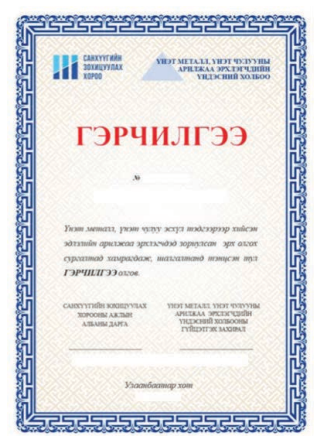 САНХҮҮГИЙН
ЗОХИЦУУЛАХ
ХОРОО
ҮНЭТ МЕТАЛЛ, ҮНЭТ ЧУЛУУНЫ
АРИЛЖАА ЭРХЛЭГЧДИЙН
ҮНДЭСНИЙ ХОЛБОО
ГЭРЧИЛГЭЭ
№
Үнэт металл, үнэт чулуу эсхүл тэдгээрээр хийсэн
эдлэлийн арилжаа эрхлэгчдэд зориулсан эрх олгох
сургалтад хамрагдаж, шалгалтанд тэнцсэн тул
ГЭРЧИЛГЭЭ олгов.
САНХҮҮГИЙН ЗОХИЦУУЛАХ
ХОРООНЫ АЖЛЫН
АЛБАНЫ ДАРГА
ҮНЭТ МЕТАЛЛ, ҮНЭТ ЧУЛУУНЫ
АРИЛЖАА ЭРХЛЭГЧДИЙН
ҮНДЭСНИЙ ХОЛБООНЫ
ГҮЙЦЭТГЭХ ЗАХИРАЛ
Улаанбаатар хот